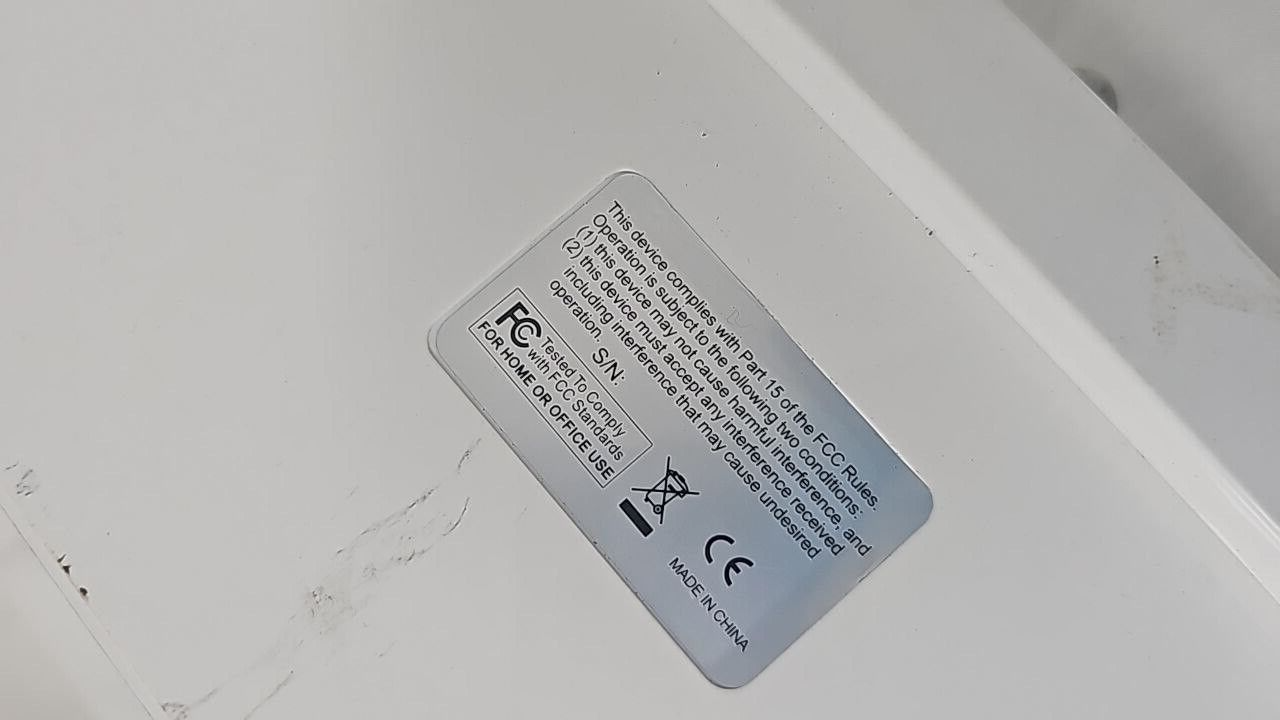 This device complies with Part 15 of the FCC Rules.
Operation is subject to the following two conditions:
(1) this device may not cause harmful interference, and
(2) this device must accept any interference received
including interference that may cause undesired
operation. S/N:
FC Tested To Comply
with FCC Standards
FOR HOME OR OFFICE USE
CE
MADE IN CHINA